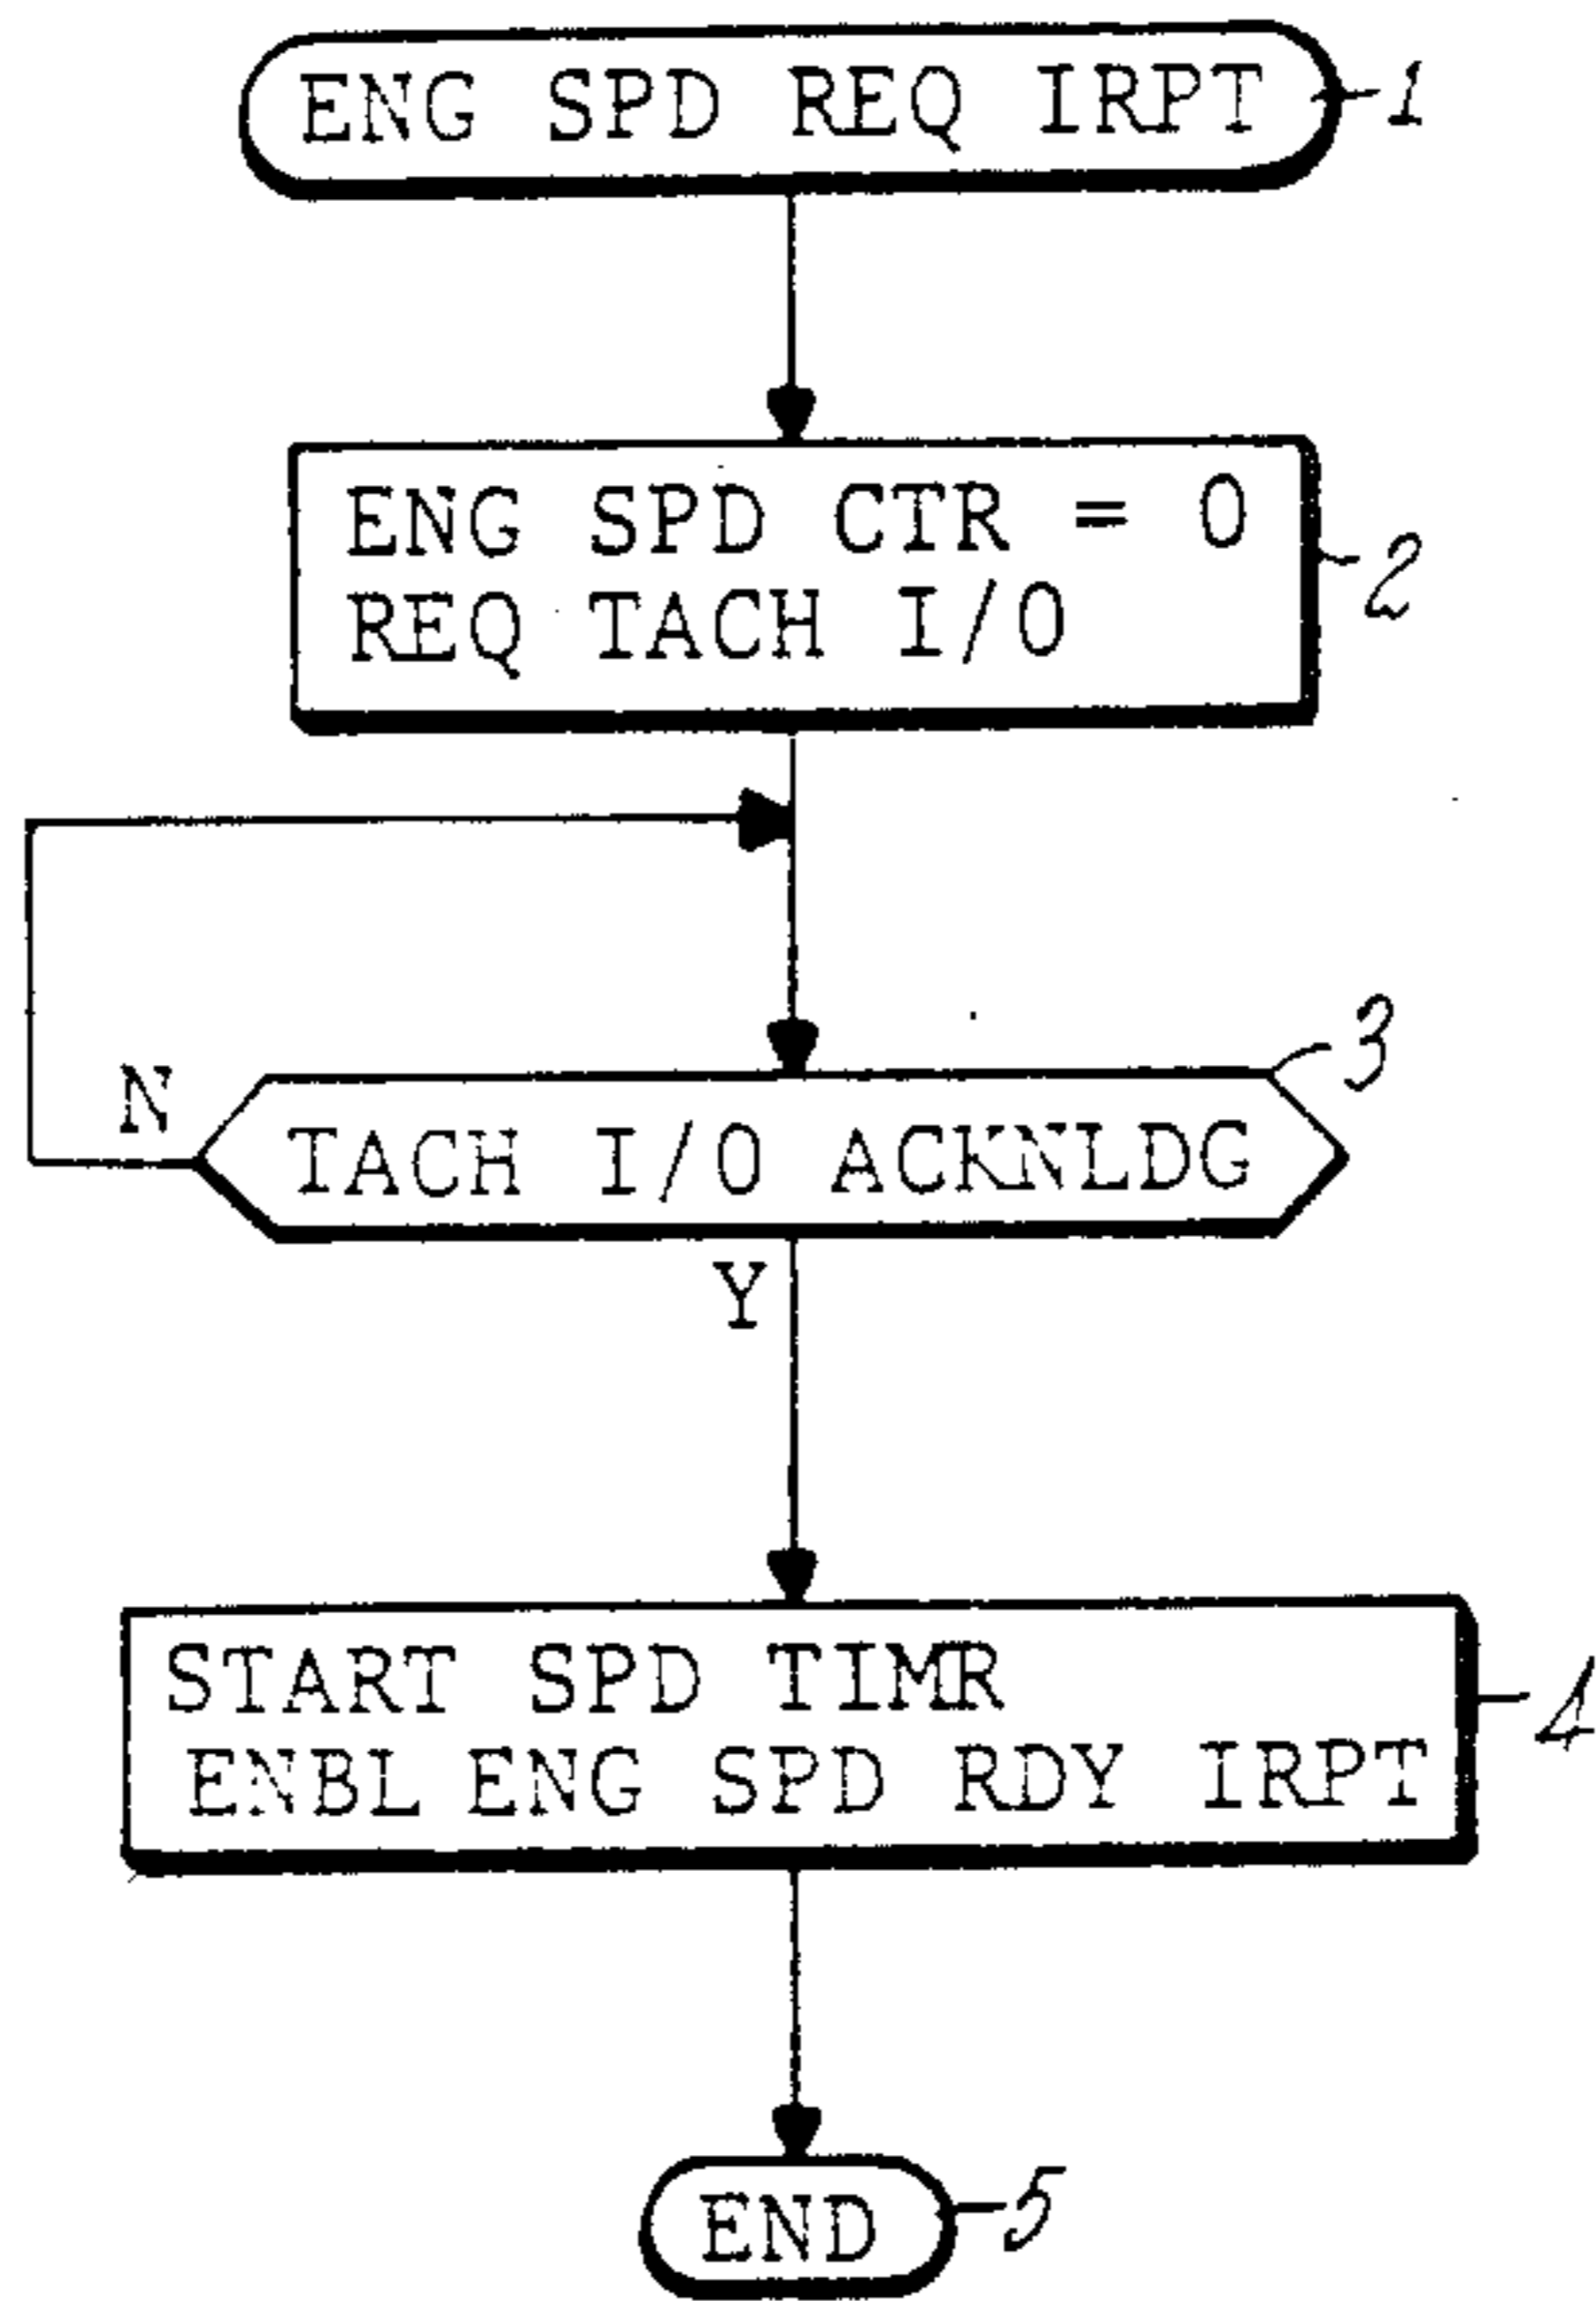 ENG SPD REQ IRPT 1
ENG SPD CTR = 0
REQ TACH I/O
2
3
N
TACH I/O ACKNLDG
Y
START SPD TIMR
4
ENBL ENG SPD RDY IRPT
END 5